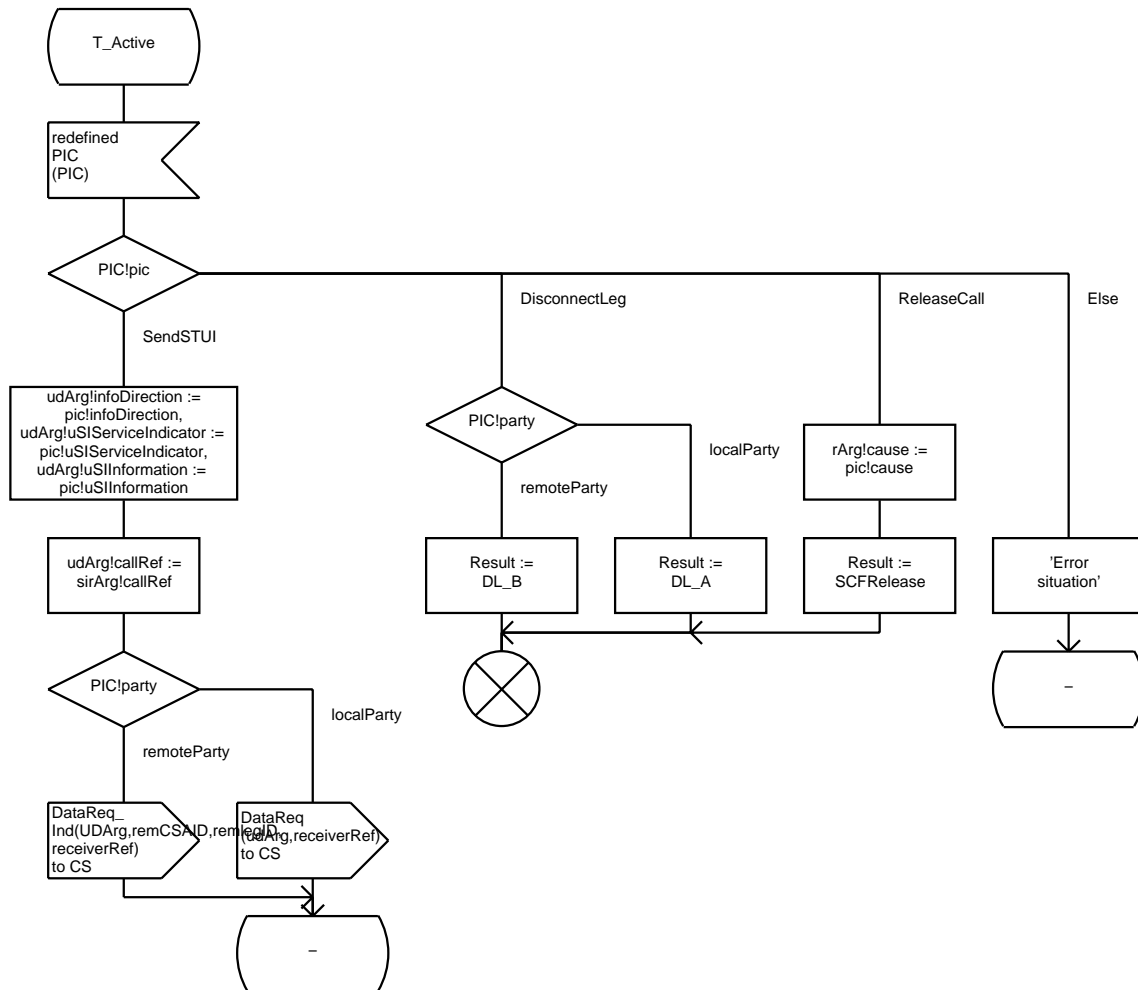 T_Active
redefined
PIC
(PIC)
PIC!pic
DisconnectLeg
ReleaseCall
Else
SendSTUI
udArg!infoDirection :=
pic!infoDirection,
udArg!uSIServiceIndicator :=
pic!uSIServiceIndicator,
udArg!uSIInformation :=
pic!uSIInformation
PIC!party
localParty
remoteParty
rArg!cause :=
pic!cause
udArg!callRef :=
sirArg!callRef
Result :=
DL_B
Result :=
DL_A
Result :=
SCFRelease
'Error
situation'
PIC!party
localParty
remoteParty
–
DataReq_
Ind(UDArg,remCSAID,remlegID,
receiverRef)
to CS
DataReq
(udArg,receiverRef)
to CS
–